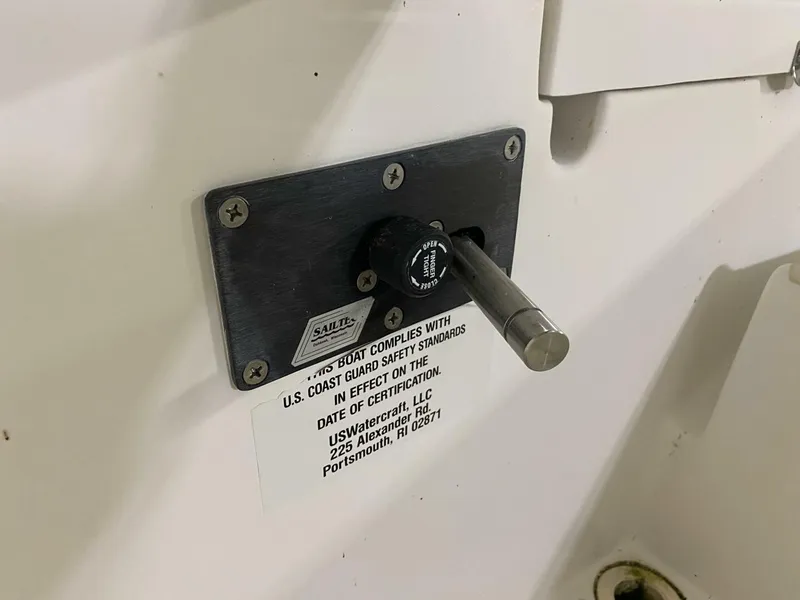 OPEN
FINGER
TIGHT
CLOSE
SAILTEC
THIS BOAT COMPLIES WITH
U.S. COAST GUARD SAFETY STANDARDS
IN EFFECT ON THE
DATE OF CERTIFICATION.
USWatercraft, LLC
225 Alexander Rd.
Portsmouth, RI 02871